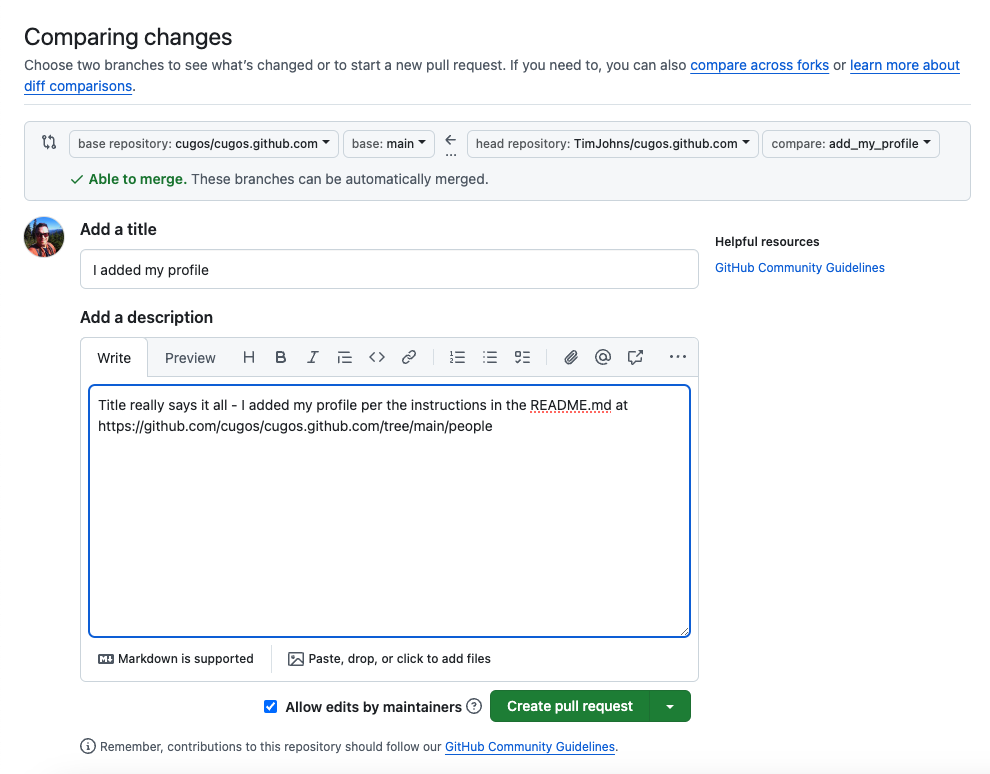 Comparing changes
Choose two branches to see what's changed or to start a new pull request. If you need to, you can also compare across forks or learn more about
diff comparisons.
base repository: cugos/cugos.github.com base: main ← ... head repository: TimJohns/cugos.github.com compare: add_my_profile
✓ Able to merge. These branches can be automatically merged.
Add a title
Helpful resources
I added my profile
GitHub Community Guidelines
Add a description
Write Preview H B I
Title really says it all - I added my profile per the instructions in the README.md at
https://github.com/cugos/cugos.github.com/tree/main/people
Markdown is supported Paste, drop, or click to add files
Allow edits by maintainers Create pull request
Remember, contributions to this repository should follow our GitHub Community Guidelines.